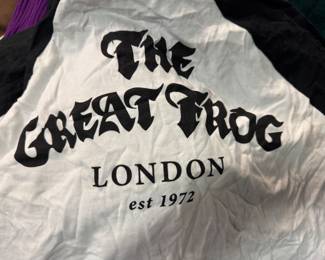 THE
GREAT FROG
LONDON
est 1972